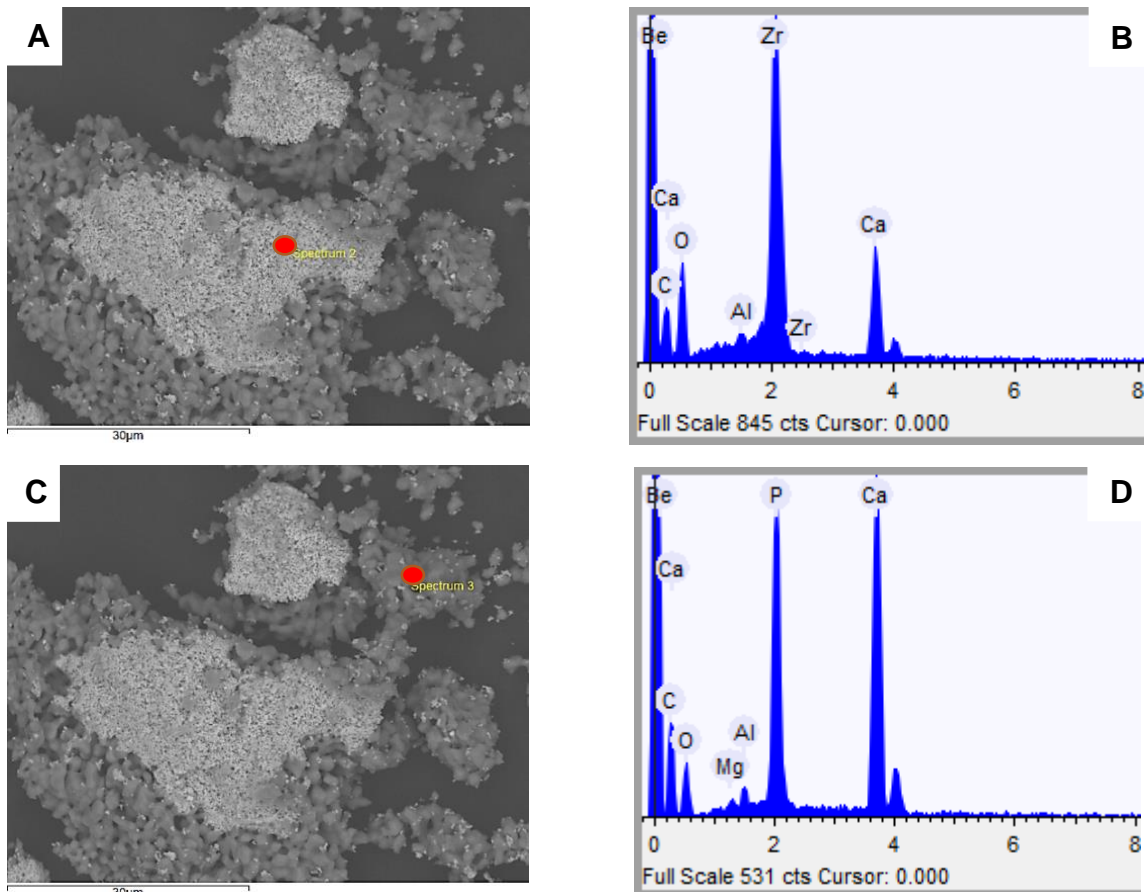 A
Spectrum 2
30µm
B
Be
Zr
Ca
O
Ca
C
Al
Zr
0 2 4 6 8
Full Scale 845 cts Cursor: 0.000
C
Spectrum 3
30µm
D
Be
P
Ca
Ca
C
O
Al
Mg
0 2 4 6 8
Full Scale 531 cts Cursor: 0.000